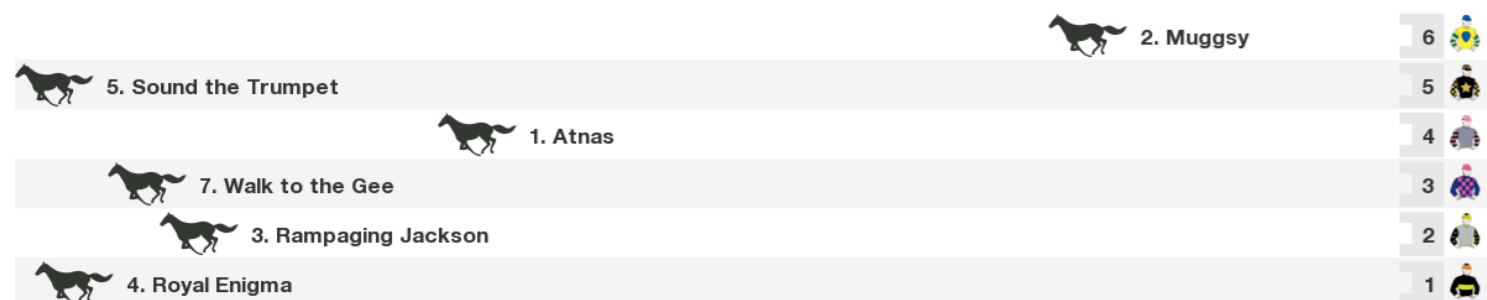 2. Muggsy 6
5. Sound the Trumpet 5
1. Atnas 4
7. Walk to the Gee 3
3. Rampaging Jackson 2
4. Royal Enigma 1